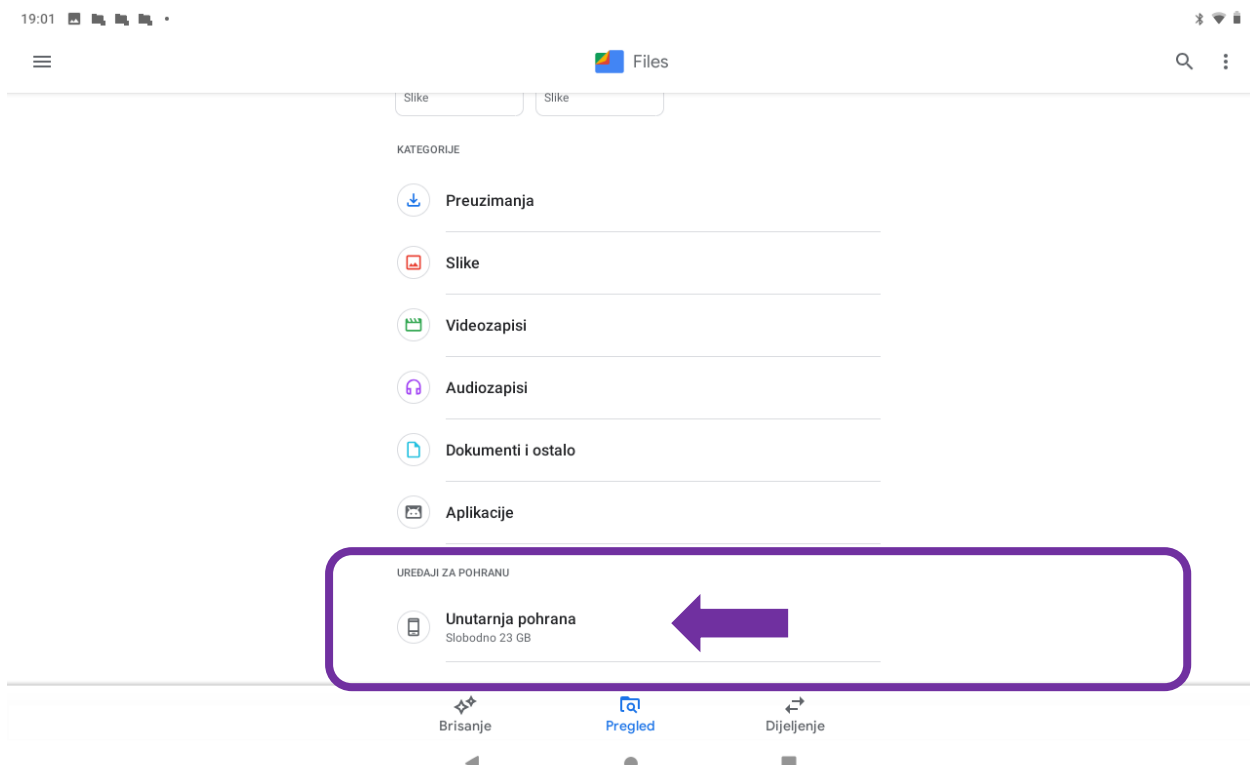 19:01
Files
Slike Slike
KATEGORIJE
Preuzimanja
Slike
Videozapisi
Audiozapisi
Dokumenti i ostalo
Aplikacije
UREĐAJI ZA POHRANU
Unutarnja pohrana
Slobodno 23 GB
Brisanje Pregled Dijeljenje